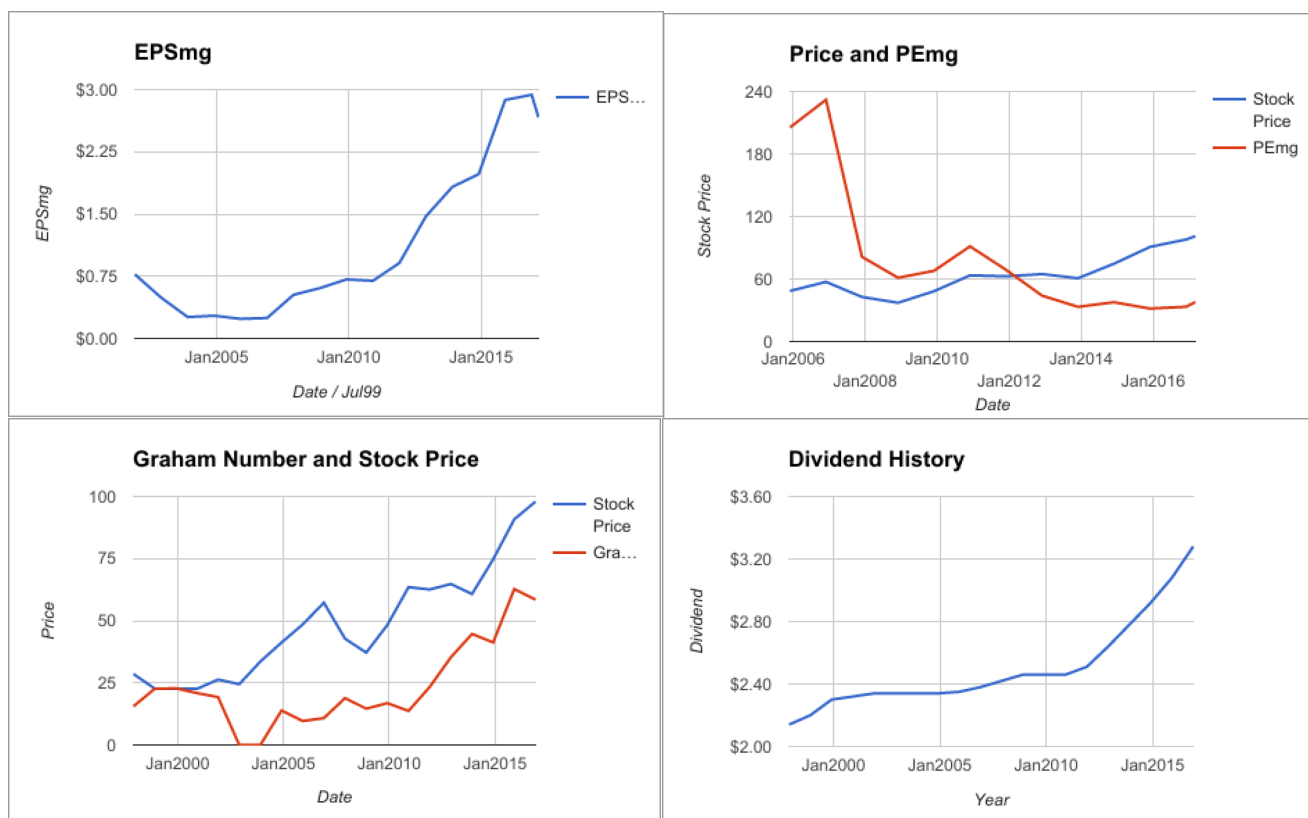 EPSmg
$3.00
$2.25
$1.50
$0.75
$0.00
EPSmg
Jan2005
Jan2010
Jan2015
Date / Jul99
EPS…
Price and PEmg
240
180
120
60
0
Stock Price
Jan2006
Jan2008
Jan2010
Jan2012
Jan2014
Jan2016
Date
Stock
Price
PEmg
Graham Number and Stock Price
100
75
50
25
0
Price
Jan2000
Jan2005
Jan2010
Jan2015
Date
Stock
Price
Gra…
Dividend History
$3.60
$3.20
$2.80
$2.40
$2.00
Dividend
Jan2000
Jan2005
Jan2010
Jan2015
Year